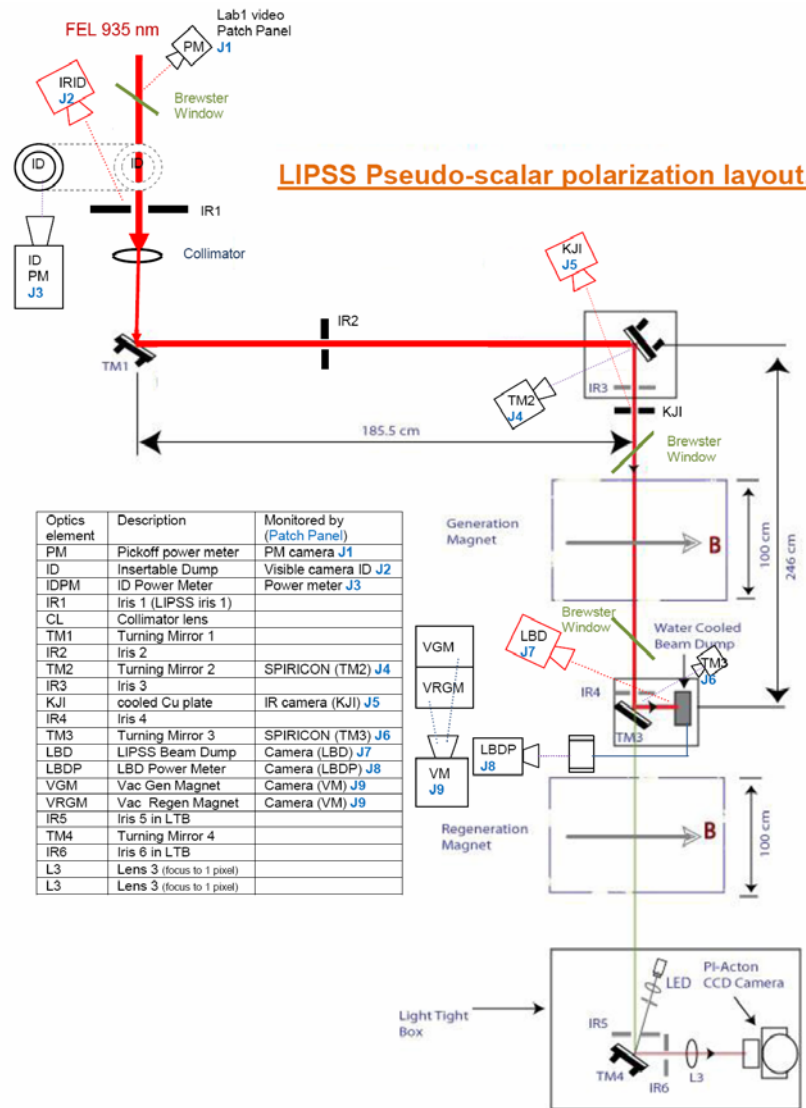 Lab1 video
Patch Panel
J1
FEL 935 nm
PM
IRID
J2
Brewster
Window
ID
ID
LIPSS Pseudo-scalar polarization layout
IR1
ID
PM
J3
Collimator
KJI
J5
IR2
TM1
IR3
TM2
J4
KJI
185.5 cm
Brewster
Window
Generation
Magnet
B
100 cm
246 cm
Optics element Description Monitored by (Patch Panel)
PM Pickoff power meter PM camera J1
ID Insertable Dump Visible camera ID J2
IDPM ID Power Meter Power meter J3
IR1 Iris 1 (LIPSS iris 1)
CL Collimator lens
TM1 Turning Mirror 1
IR2 Iris 2
TM2 Turning Mirror 2 SPIRICON (TM2) J4
IR3 Iris 3
KJI cooled Cu plate IR camera (KJI) J5
IR4 Iris 4
TM3 Turning Mirror 3 SPIRICON (TM3) J6
LBD LIPSS Beam Dump Camera (LBD) J7
LBDP LBD Power Meter Camera (LBDP) J8
VGM Vac Gen Magnet Camera (VM) J9
VRGM Vac Regen Magnet Camera (VM) J9
IR5 Iris 5 in LTB
TM4 Turning Mirror 4
IR6 Iris 6 in LTB
L3 Lens 3 (focus to 1 pixel)
L3 Lens 3 (focus to 1 pixel)
Brewster
Window
Water Cooled
Beam Dump
LBD
J7
TM3
J6
VGM
VRGM
IR4
TM3
VM
J9
LBDP
J8
Regeneration
Magnet
B
100 cm
PI-Acton
CCD Camera
LED
Light Tight
Box
IR5
TM4
IR6
L3